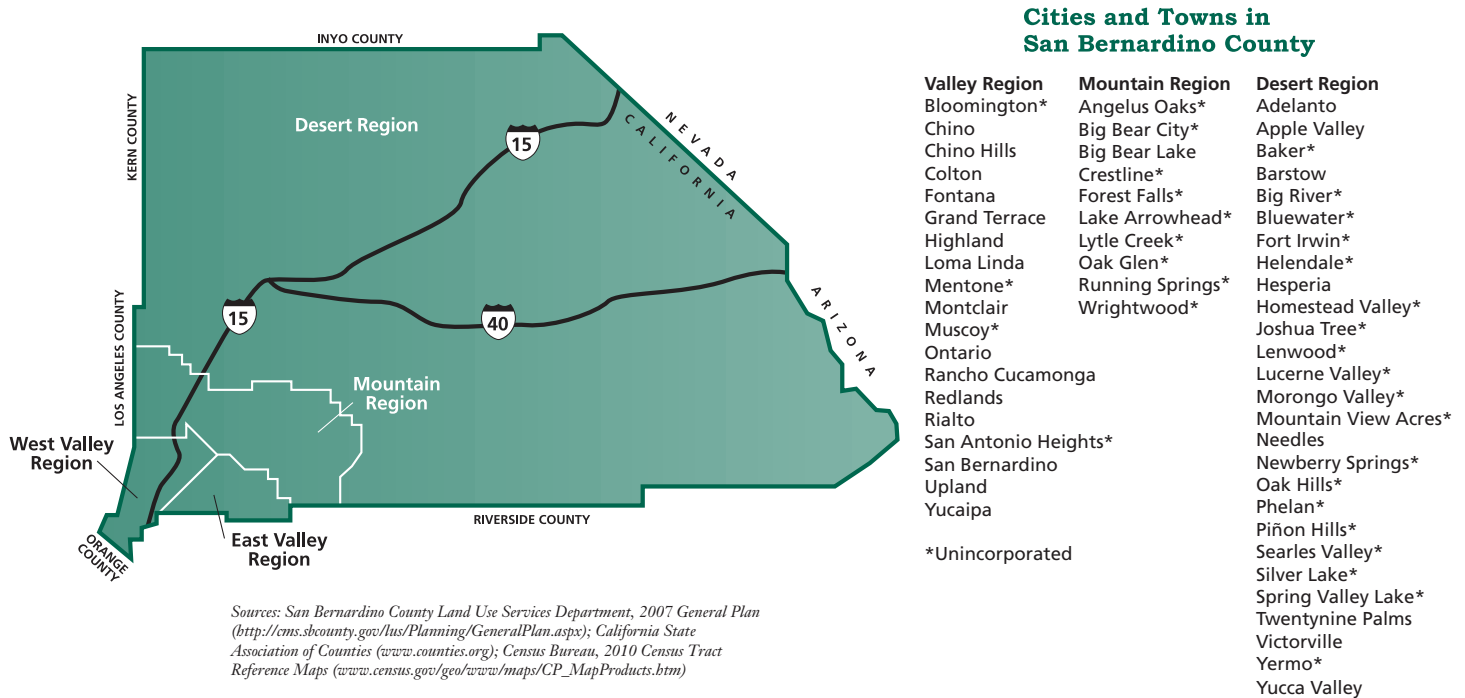 INYO COUNTY
KERN COUNTY
Desert Region
15
NEVADA
CALIFORNIA
LOS ANGELES COUNTY
15
40
ARIZONA
Mountain
Region
West Valley
Region
ORANGE
COUNTY
East Valley
Region
RIVERSIDE COUNTY
Sources: San Bernardino County Land Use Services Department, 2007 General Plan
(http://cms.sbcounty.gov/lus/Planning/GeneralPlan.aspx); California State
Association of Counties (www.counties.org); Census Bureau, 2010 Census Tract
Reference Maps (www.census.gov/geo/www/maps/CP_MapProducts.htm)
Cities and Towns in
San Bernardino County
Valley Region
Bloomington*
Chino
Chino Hills
Colton
Fontana
Grand Terrace
Highland
Loma Linda
Mentone*
Montclair
Muscoy*
Ontario
Rancho Cucamonga
Redlands
Rialto
San Antonio Heights*
San Bernardino
Upland
Yucaipa
*Unincorporated
Mountain Region
Angelus Oaks*
Big Bear City*
Big Bear Lake
Crestline*
Forest Falls*
Lake Arrowhead*
Lytle Creek*
Oak Glen*
Running Springs*
Wrightwood*
Desert Region
Adelanto
Apple Valley
Baker*
Barstow
Big River*
Bluewater*
Fort Irwin*
Helendale*
Hesperia
Homestead Valley*
Joshua Tree*
Lenwood*
Lucerne Valley*
Morongo Valley*
Mountain View Acres*
Needles
Newberry Springs*
Oak Hills*
Phelan*
Piñon Hills*
Searles Valley*
Silver Lake*
Spring Valley Lake*
Twentynine Palms
Victorville
Yermo*
Yucca Valley